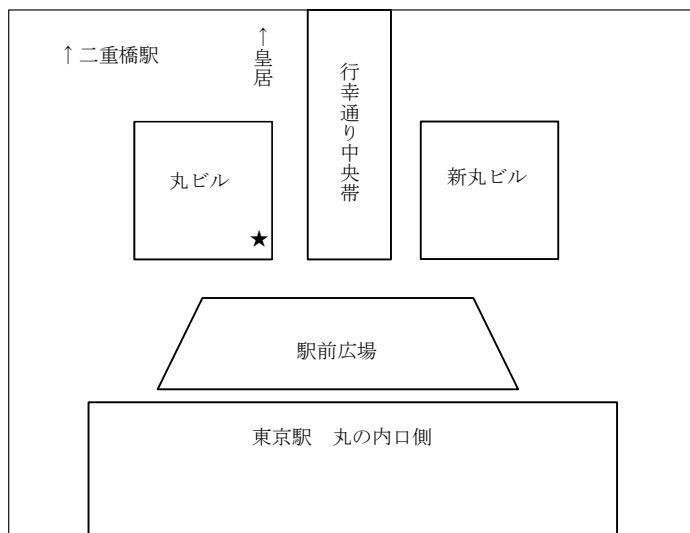 ↑二重橋駅
↑皇居
行幸通り中央帯
丸ビル
★
新丸ビル
駅前広場
東京駅　丸の内口側